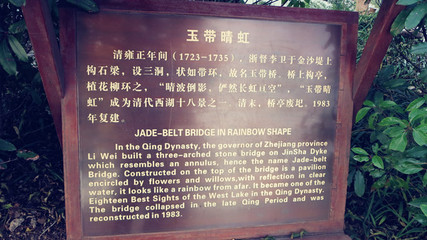 玉带晴虹
清雍正年间（1723—1735），浙督李卫于金沙堤上
构石梁，设三洞，状如带环，故名玉带桥。桥上构亭，
植花柳环之，“晴波倒影，俨然长虹亘空”，“玉带晴
虹”成为清代西湖十八景之一。清末，桥亭废圮。1983
年复建。
JADE-BELT BRIDGE IN RAINBOW SHAPE
In the Qing Dynasty, the governor of Zhejiang province
Li Wei built a three-arched stone bridge on JinSha Dyke
which resembles an annulus, hence the name Jade-belt
Bridge. Constructed on the top of the bridge is a pavilion
encircled by flowers and willows,with reflection in clear
water, it looks like a rainbow from afar. It became one of the
Eighteen Best Sights of the West Lake in the Qing Dynasty.
The bridge collapsed in the late Qing Period and was
reconstructed in 1983.